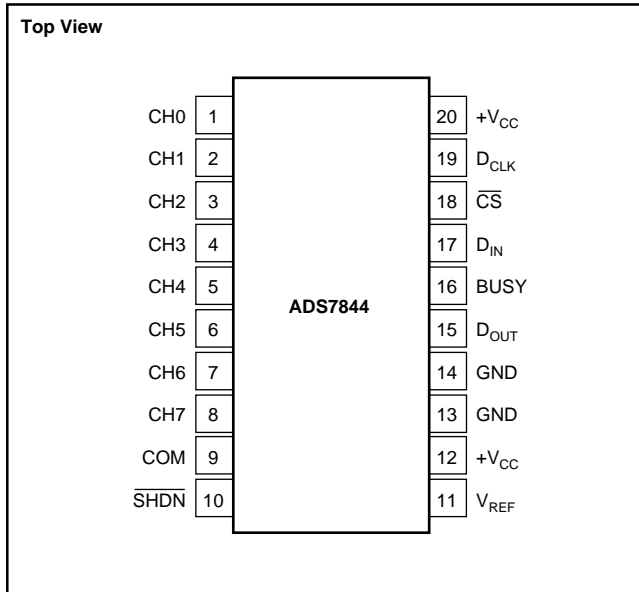 Top View
CH0 1 20 +VCC
CH1 2 19 DCLK
CH2 3 18 CS
CH3 4 17 DIN
CH4 5 16 BUSY
ADS7844
CH5 6 15 DOUT
CH6 7 14 GND
CH7 8 13 GND
COM 9 12 +VCC
SHDN 10 11 VREF